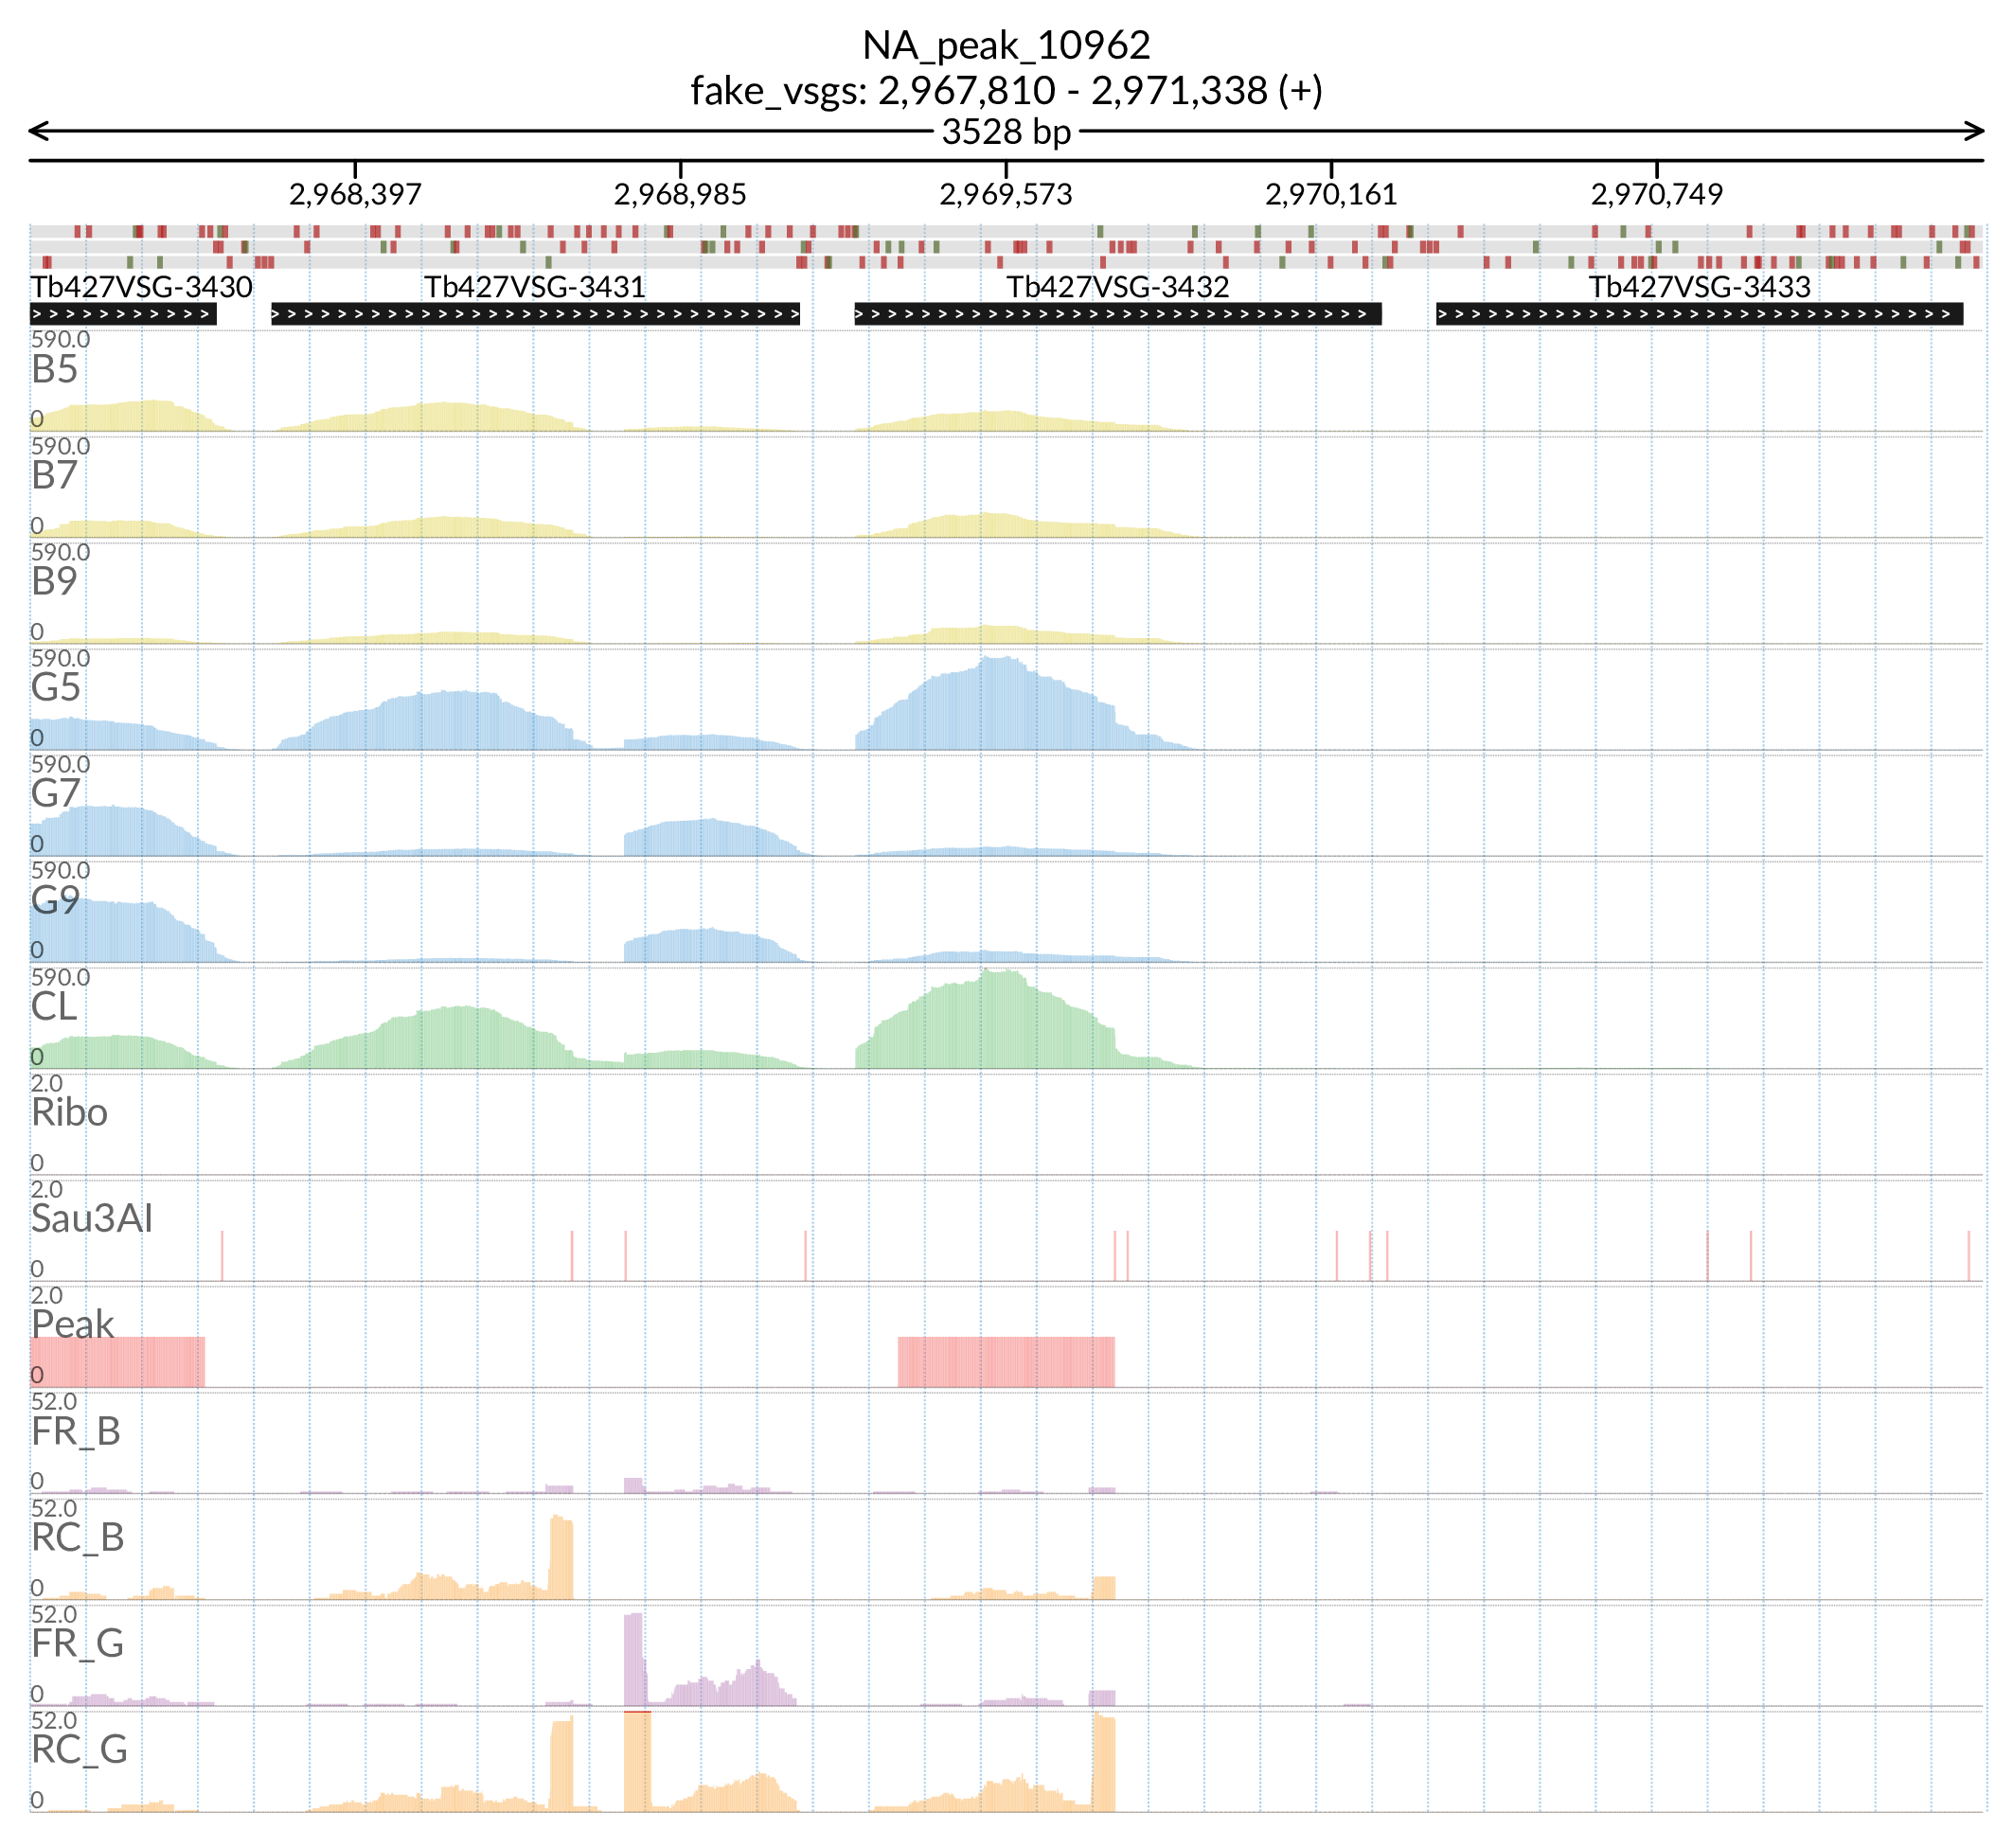 NA_peak_10962
fake_vsgs: 2,967,810 - 2,971,338 (+)
3528 bp
2,968,397 2,968,985 2,969,573 2,970,161 2,970,749
Tb427VSG-3430 Tb427VSG-3431 Tb427VSG-3432 Tb427VSG-3433
590.0
B5
0
590.0
B7
0
590.0
B9
0
590.0
G5
0
590.0
G7
0
590.0
G9
0
590.0
CL
0
2.0
Ribo
0
2.0
Sau3AI
0
2.0
Peak
0
52.0
FR_B
0
52.0
RC_B
0
52.0
FR_G
0
52.0
RC_G
0